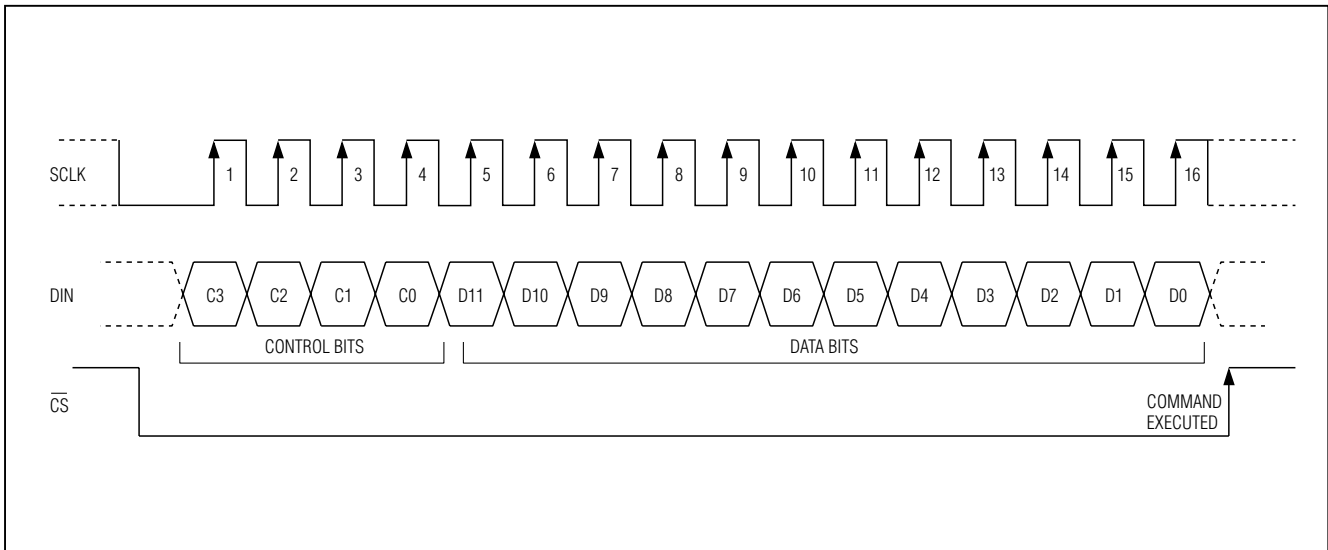 SCLK 1 2 3 4 5 6 7 8 9 10 11 12 13 14 15 16
DIN C3 C2 C1 C0 D11 D10 D9 D8 D7 D6 D5 D4 D3 D2 D1 D0
CONTROL BITS DATA BITS
C̅S̅ COMMAND
EXECUTED